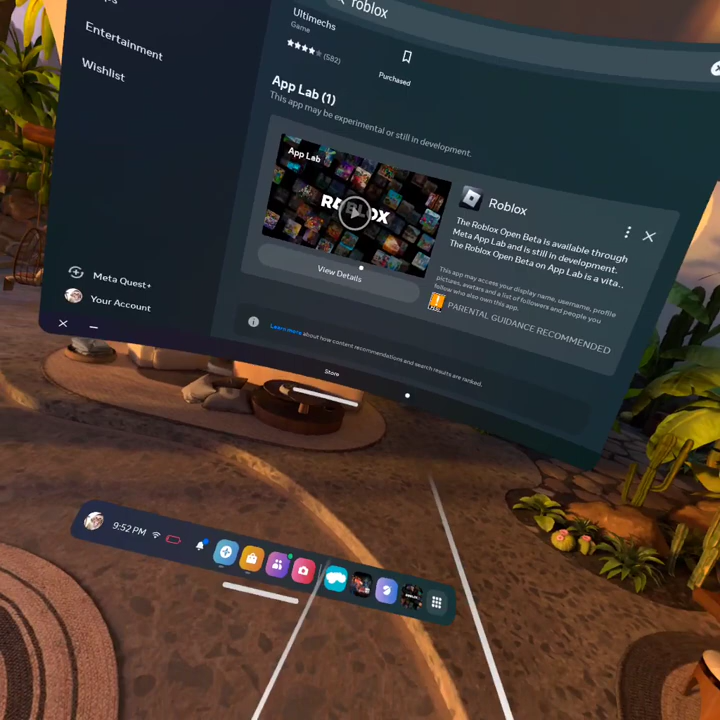 roblox
Entertainment
Wishlist
Ultimechs
Game
(582)
Purchased
App Lab (1)
This app may be experimental or still in development.
App Lab
ROBLOX
View Details
Roblox
The Roblox Open Beta is available through
Meta App Lab and is still in development.
The Roblox Open Beta on App Lab is a vita..
This app may access your display name, username, profile
pictures, avatars and a list of followers and people you
follow who also own this app.
PARENTAL GUIDANCE RECOMMENDED
Meta Quest+
Your Account
Learn more about how content recommendations and search results are ranked.
Store
9:52 PM